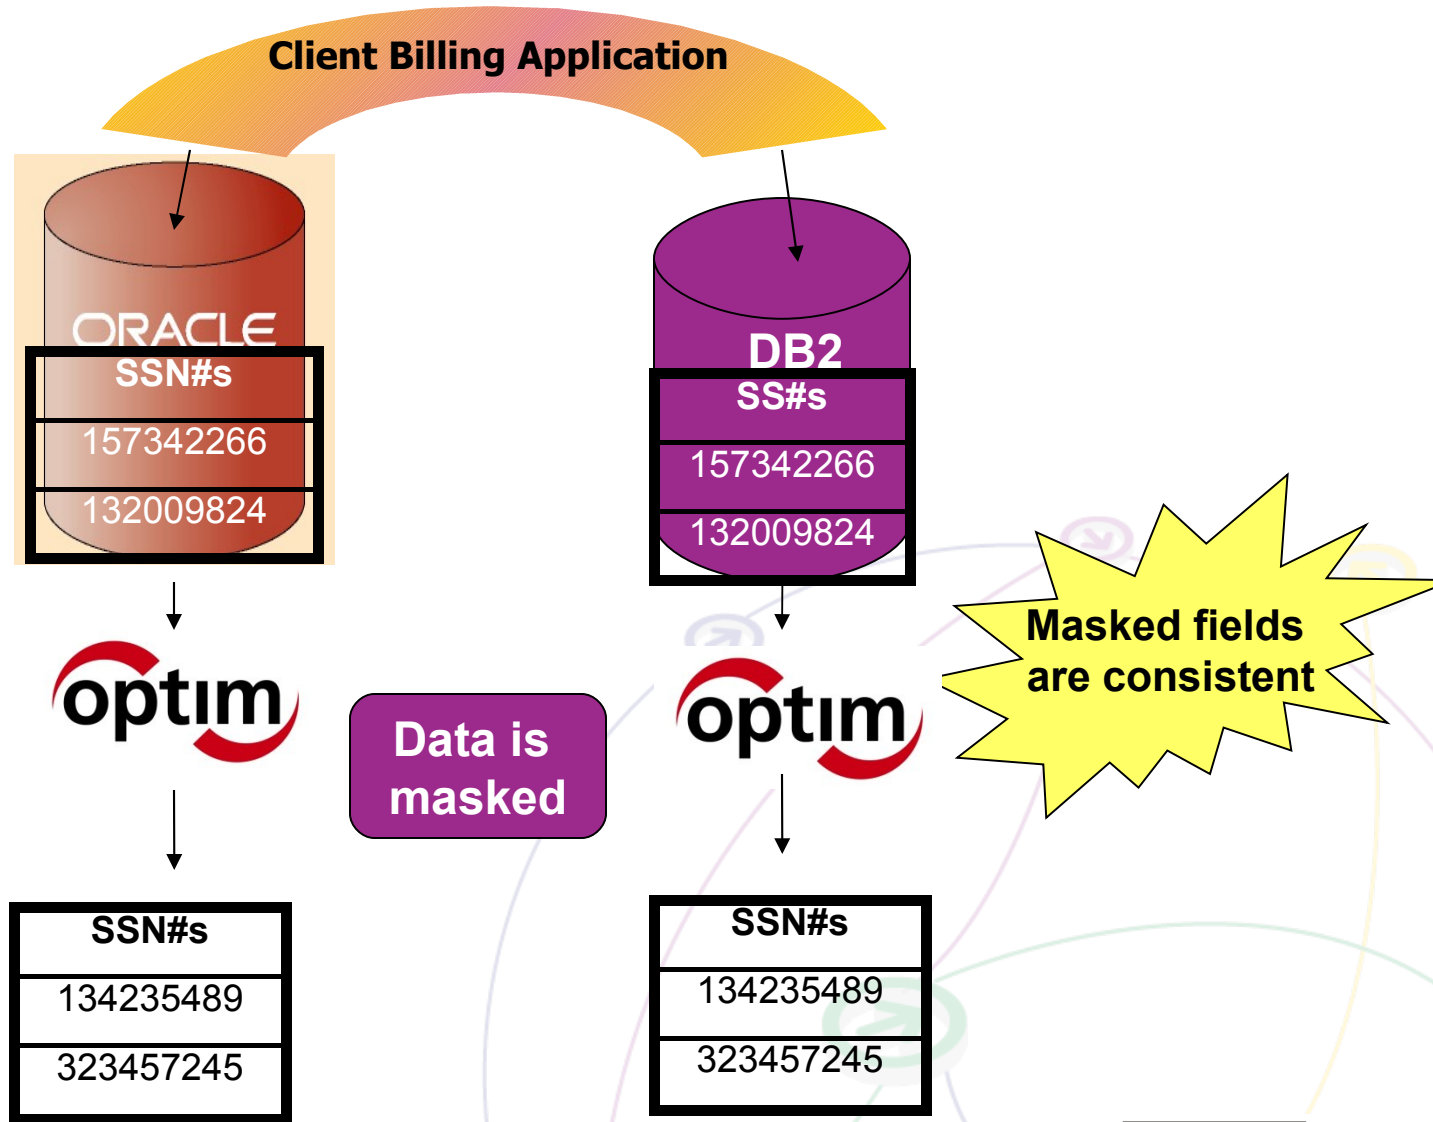 Client Billing Application
ORACLE
SSN#s
157342266
132009824
DB2
SS#s
157342266
132009824
optim
Data is
masked
optim
Masked fields
are consistent
SSN#s
134235489
323457245
SSN#s
134235489
323457245